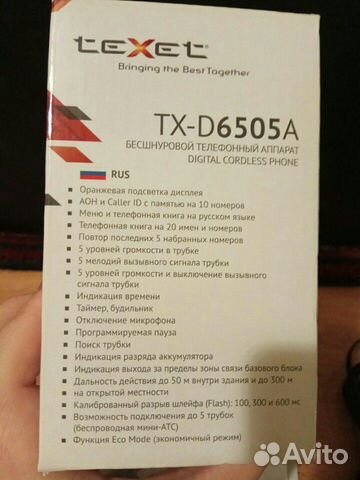 teXet
Bringing the Best Together
TX-D6505A
БЕСШНУРОВОЙ ТЕЛЕФОННЫЙ АППАРАТ
DIGITAL CORDLESS PHONE
RUS
Оранжевая подсветка дисплея
АОН и Caller ID с памятью на 10 номеров
Меню и телефонная книга на русском языке
Телефонная книга на 20 имен и номеров
Повтор последних 5 набранных номеров
5 уровней громкости в трубке
5 мелодий вызывного сигнала трубки
5 уровней громкости и выключение вызывного
сигнала трубки
Индикация времени
Таймер, будильник
Отключение микрофона
Программируемая пауза
Поиск трубки
Индикация разряда аккумулятора
Индикация выхода за пределы зоны связи базового блока
Дальность действия до 50 м внутри здания и до 300 м
на открытой местности
Калиброванный разрыв шлейфа (Flash): 100, 300 и 600 мс
Возможность подключения до 5 трубок
(беспроводная мини-АТС)
Функция Eco Mode (экономичный режим)
Avito